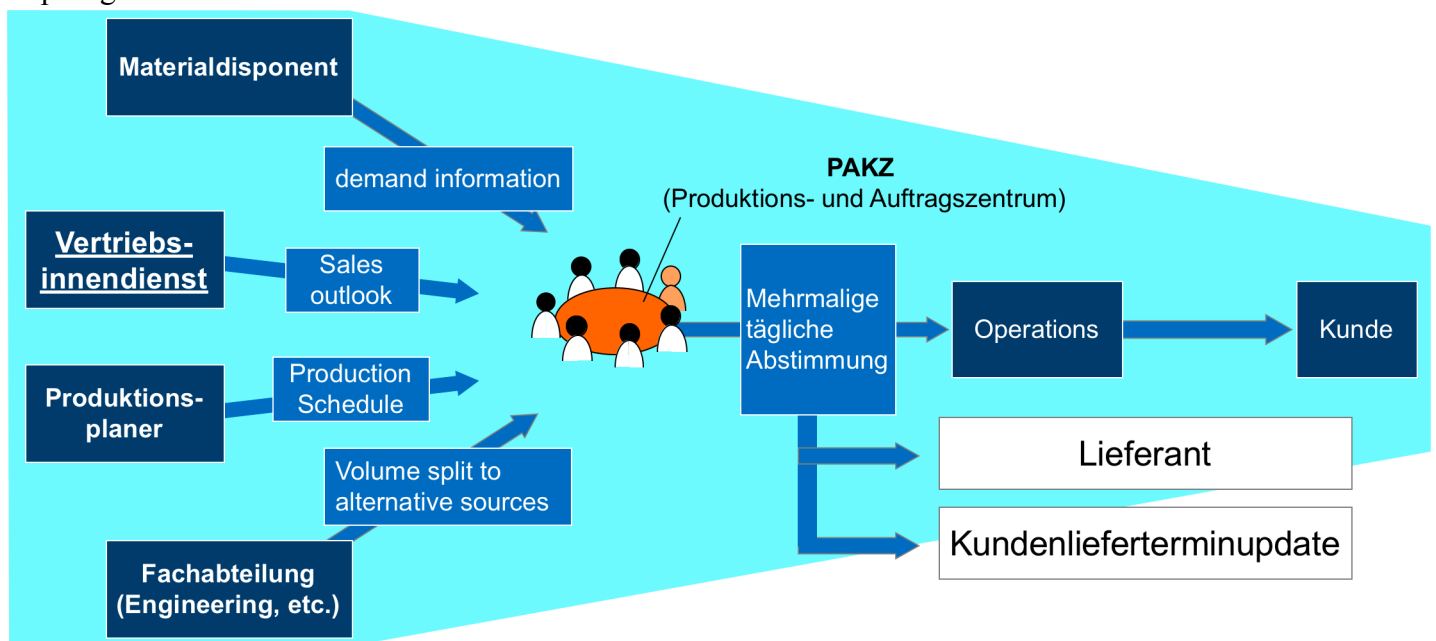 Materialdisponent
demand information
PAKZ
(Produktions- und Auftragszentrum)
Vertriebs-
innendienst
Sales
outlook
Mehrmalige
tägliche
Abstimmung
Operations
Kunde
Produktions-
planer
Production
Schedule
Volume split to
alternative sources
Lieferant
Kundenlieferterminupdate
Fachabteilung
(Engineering, etc.)